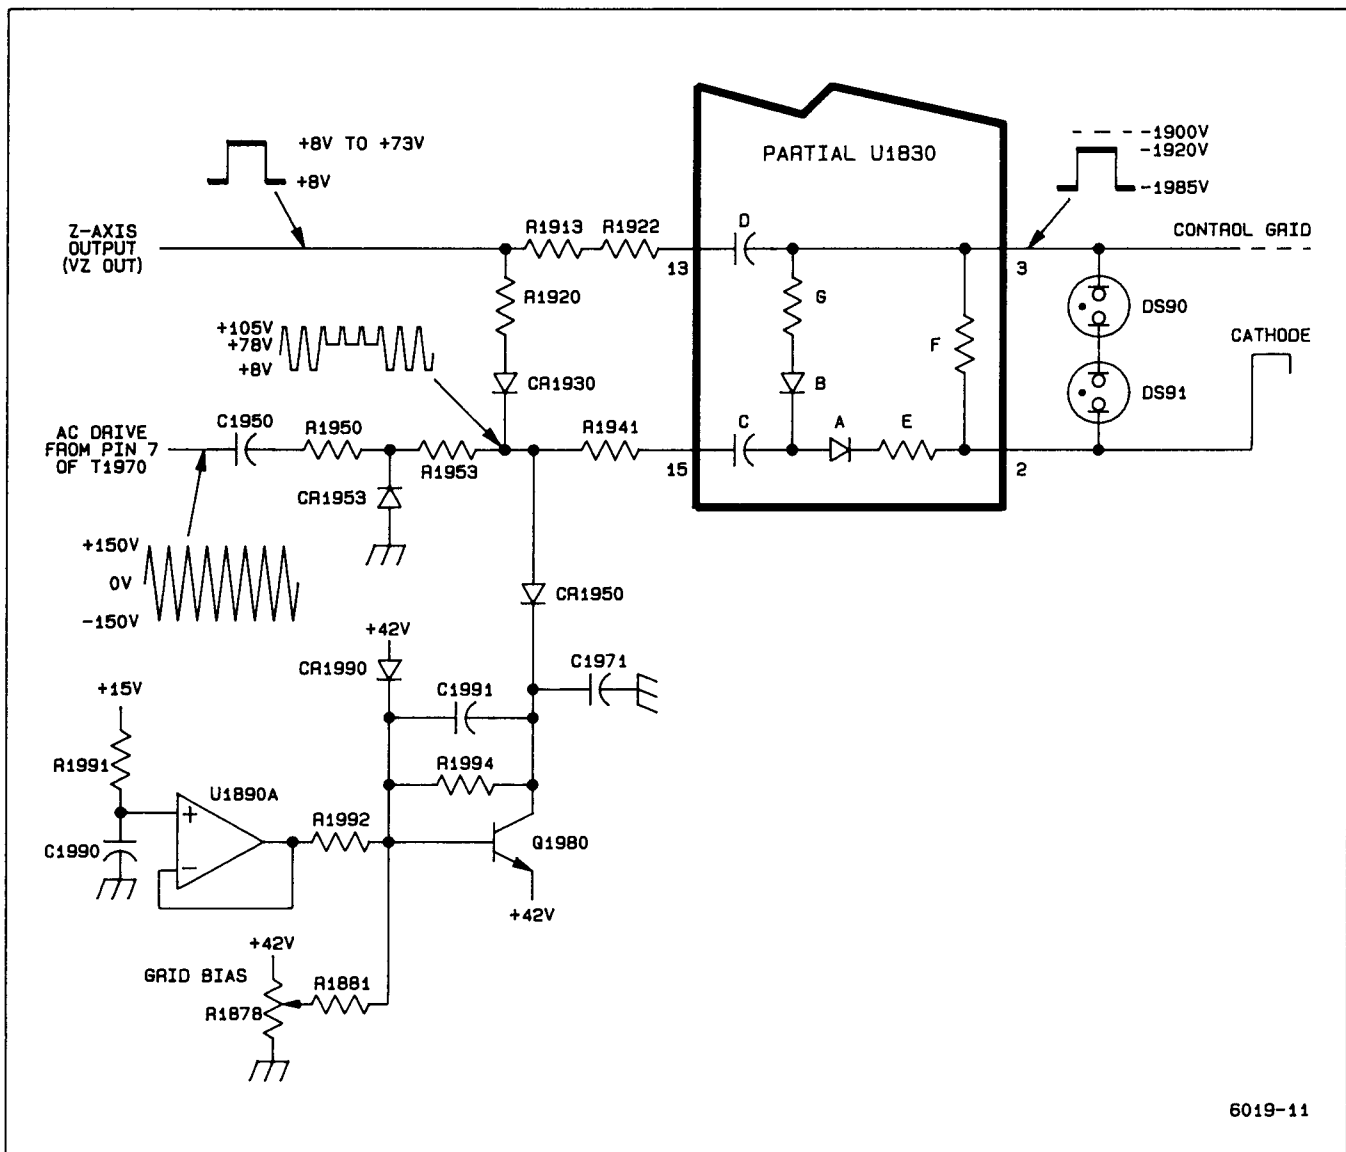 +8V TO +73V
+8V
PARTIAL U1830
-1900V
-1920V
-1985V
Z-AXIS
OUTPUT
(VZ OUT)
R1913
R1922
D
CONTROL GRID
13
3
R1920
G
DS90
+105V
+78V
+8V
F
CATHODE
CR1930
B
DS91
C1950
AC DRIVE
FROM PIN 7
OF T1970
R1950
R1953
R1941
C
A
E
15
2
CR1953
+150V
0V
-150V
CR1950
+42V
CR1990
C1971
C1991
+15V
R1991
R1994
U1890A
+
-
R1992
C1990
Q1980
+42V
+42V
GRID BIAS
R1881
R1878
6019-11